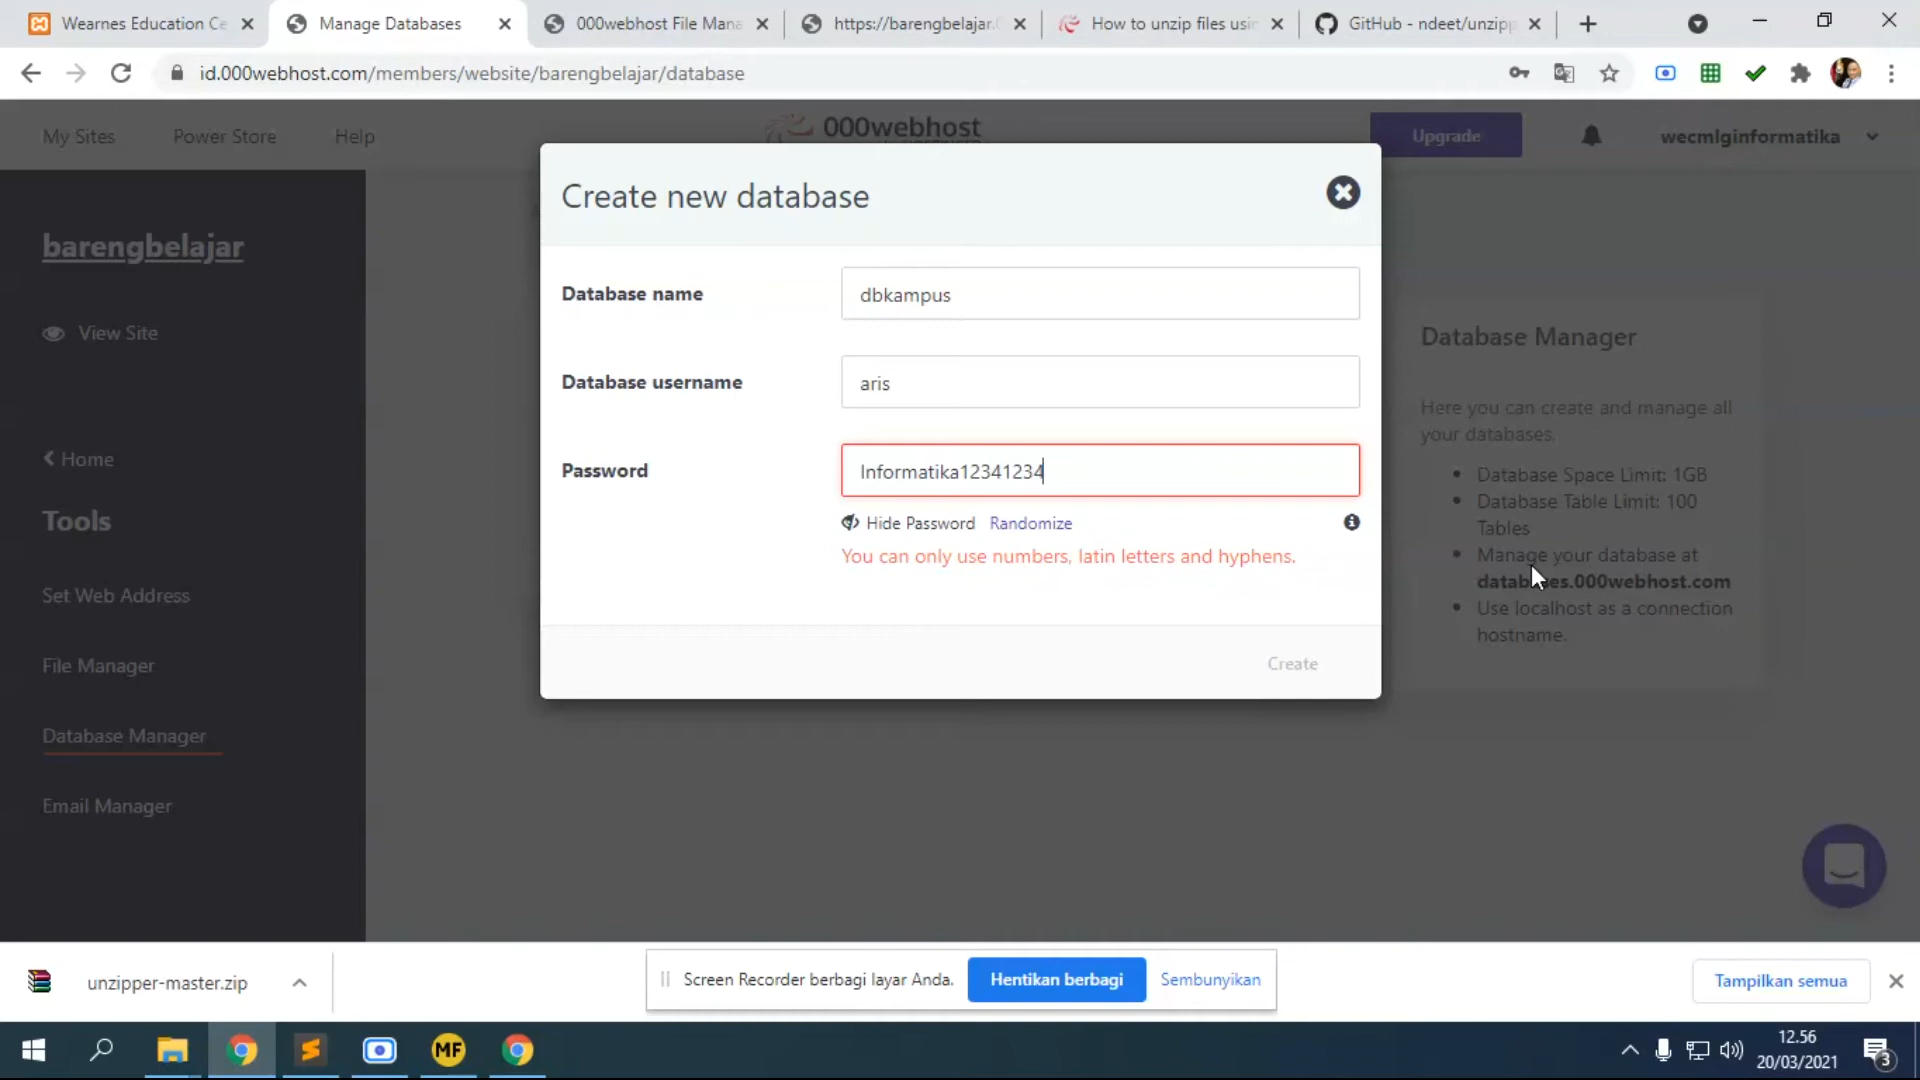 Wearnes Education Ce
Manage Databases
000webhost File Mana
https://barengbelajar.
How to unzip files usi
GitHub - ndeet/unzipp
id.000webhost.com/members/website/barengbelajar/database
My Sites
Power Store
Help
000webhost
Upgrade
wecmlginformatika
barengbelajar
View Site
Home
Tools
Set Web Address
File Manager
Database Manager
Email Manager
Create new database
Database name
dbkampus
Database username
aris
Password
Informatika12341234
Hide Password Randomize
You can only use numbers, latin letters and hyphens.
Create
Database Manager
Here you can create and manage all
your databases.
Database Space Limit: 1GB
Database Table Limit: 100
Tables
Manage your database at
databases.000webhost.com
Use localhost as a connection
hostname.
unzipper-master.zip
Screen Recorder berbagi layar Anda.
Hentikan berbagi
Sembunyikan
Tampilkan semua
MF
12.56
20/03/2021
3